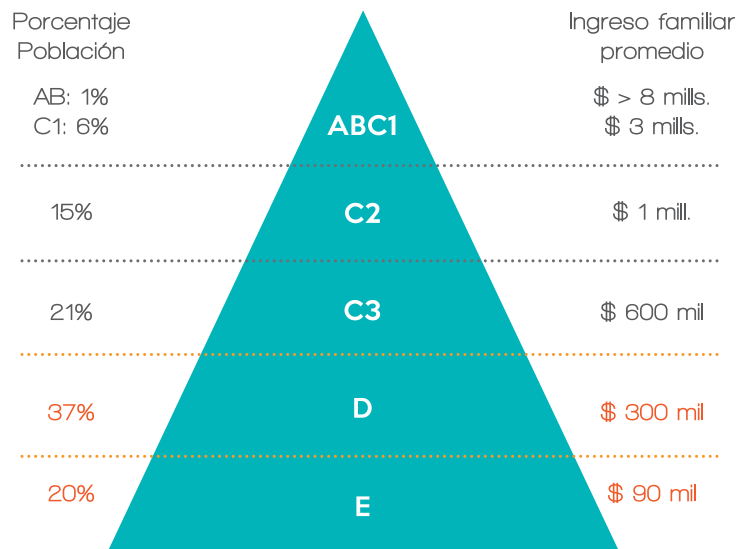 Porcentaje
Población
Ingreso familiar
promedio
AB: 1%
C1: 6%
ABC1
$ > 8 mills.
$ 3 mills.
15%
C2
$ 1 mill.
21%
C3
$ 600 mil
37%
D
$ 300 mil
20%
E
$ 90 mil